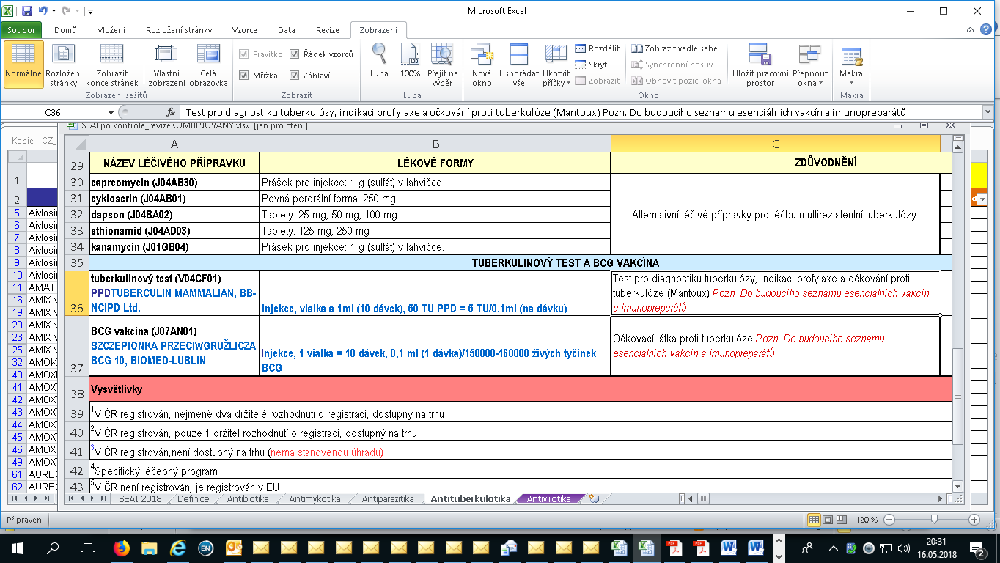 Microsoft Excel
Soubor Domů Vložení Rozložení stránky Vzorce Data Revize Zobrazení
Normálně Rozložení stránky Zobrazit konce stránek Vlastní zobrazení Celá obrazovka
Zobrazení sešitů
Pravítko Řádek vzorců
Mřížka Záhlaví
Zobrazit
Lupa 100% Přejít na výběr
Lupa
Nové okno Uspořádat vše Ukotvit příčky
Rozdělit
Skrýt
Zobrazit
Zobrazit vedle sebe
Synchronní posuv
Obnovit pozici okna
Uložit pracovní prostor Přepnout okna
Okno
Makra
Makra
C36 fx Test pro diagnostiku tuberkulózy, indikaci profylaxe a očkování proti tuberkulóze (Mantoux) Pozn. Do budoucího seznamu esenciálních vakcín a imunopreparátů
Kopie - CZ_
SEAI po kontrole_revizeKOMBINOVANÝ.xlsx [jen pro čtení]
A B C
29 NÁZEV LÉČIVÉHO PŘÍPRAVKU LÉKOVÉ FORMY ZDŮVODNĚNÍ
30 capreomycin (J04AB30) Prášek pro injekce: 1 g (sulfát) v lahvičce
31 cykloserin (J04AB01) Pevná perorální forma: 250 mg
32 dapson (J04BA02) Tablety: 25 mg; 50 mg; 100 mg
Alternativní léčivé přípravky pro léčbu multirezistentní tuberkulózy
33 ethionamid (J04AD03) Tablety: 125 mg; 250 mg
34 kanamycin (J01GB04) Prášek pro injekce: 1 g (sulfát) v lahvičce.
35 TUBERKULINOVÝ TEST A BCG VAKCÍNA
36 tuberkulinový test (V04CF01)
PPDTUBERCULIN MAMMALIAN, BB-
NCIPD Ltd.
Injekce, vialka a 1ml (10 dávek), 50 TU PPD = 5 TU/0,1ml (na dávku)
Test pro diagnostiku tuberkulózy, indikaci profylaxe a očkování proti
tuberkulóze (Mantoux) Pozn. Do budoucího seznamu esenciálních vakcín
a imunopreparátů
37 BCG vakcina (J07AN01)
SZCZEPIONKA PRZECIWGRUŽLICZA
BCG 10, BIOMED-LUBLIN
Injekce, 1 vialka = 10 dávek, 0,1 ml (1 dávka)/150000-160000 živých tyčinek
BCG
Očkovací látka proti tuberkulóze Pozn. Do budoucího seznamu
esenciálních vakcín a imunopreparátů
38 Vysvětlivky
39 1V ČR registrován, nejméně dva držitelé rozhodnutí o registraci, dostupný na trhu
40 2V ČR registrován, pouze 1 držitel rozhodnutí o registraci, dostupný na trhu
41 3V ČR registrován,není dostupný na trhu (nemá stanovenou úhradu)
42 4Specifický léčebný program
43 5V ČR není registrován, je registrován v EU
1
2
5 Aivlosin
6 Aivlosin
7 Aivlosin
8 Aivlosin
9 Aivlosin
10 Aivlosin
11 AMATI
16 AMIX V
19 AMIX V
20 AMIX V
23 AMIX V
25 AMIX V
32 AMOK
40 AMOXI
41 AMOXY
42 AMOXY
43 AMOXY
44 AMOXY
45 AMOXY
46 AMOXY
49 AMOXY
61 AUREO
62 AUREO
SEAI 2018 Definice Antibiotika Antimykotika Antiparazitika Antituberkulotika Antivirotika
Připraven 120 %
EN
20:31
16.05.2018
2